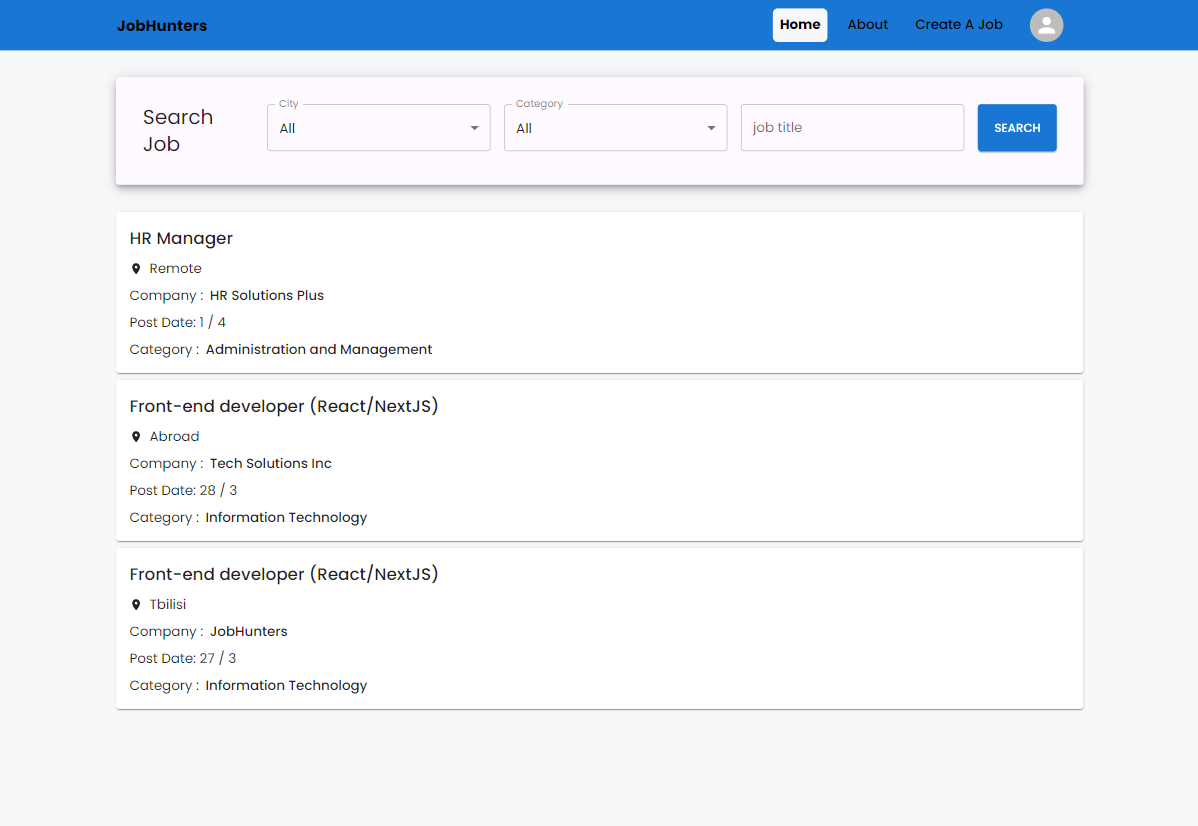 JobHunters
Home
About
Create A Job
Search
Job
City
All
Category
All
job title
SEARCH
HR Manager
Remote
Company : HR Solutions Plus
Post Date: 1 / 4
Category : Administration and Management
Front-end developer (React/NextJS)
Abroad
Company : Tech Solutions Inc
Post Date: 28 / 3
Category : Information Technology
Front-end developer (React/NextJS)
Tbilisi
Company : JobHunters
Post Date: 27 / 3
Category : Information Technology